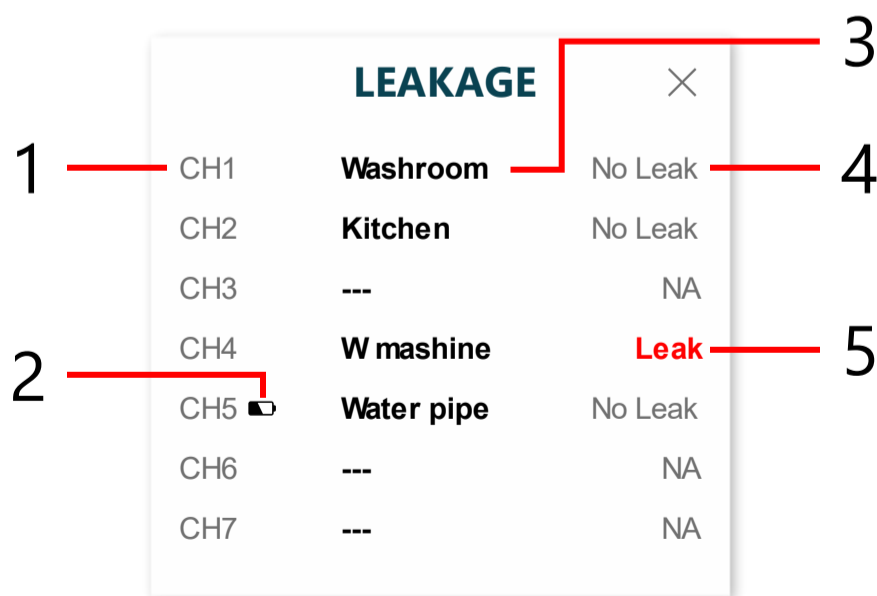 3
LEAKAGE
1 CH1 Washroom No Leak 4
CH2 Kitchen No Leak
CH3 --- NA
CH4 W mashine Leak 5
2
CH5 Water pipe No Leak
CH6 --- NA
CH7 --- NA